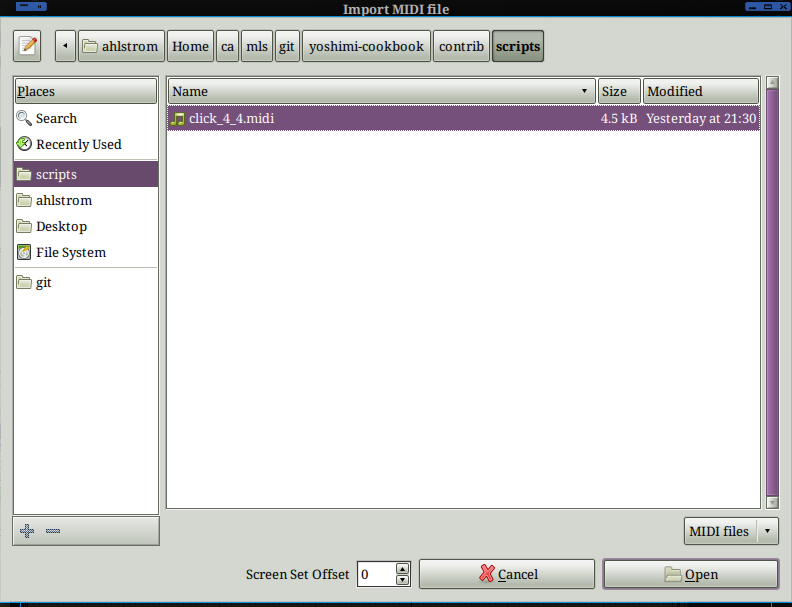 Import MIDI file
ahlstrom Home ca mls git yoshimi-cookbook contrib scripts
Places
Search
Recently Used
scripts
ahlstrom
Desktop
File System
git
Name Size Modified
click_4_4.midi 4.5 kB Yesterday at 21:30
MIDI files
Screen Set Offset 0 Cancel Open